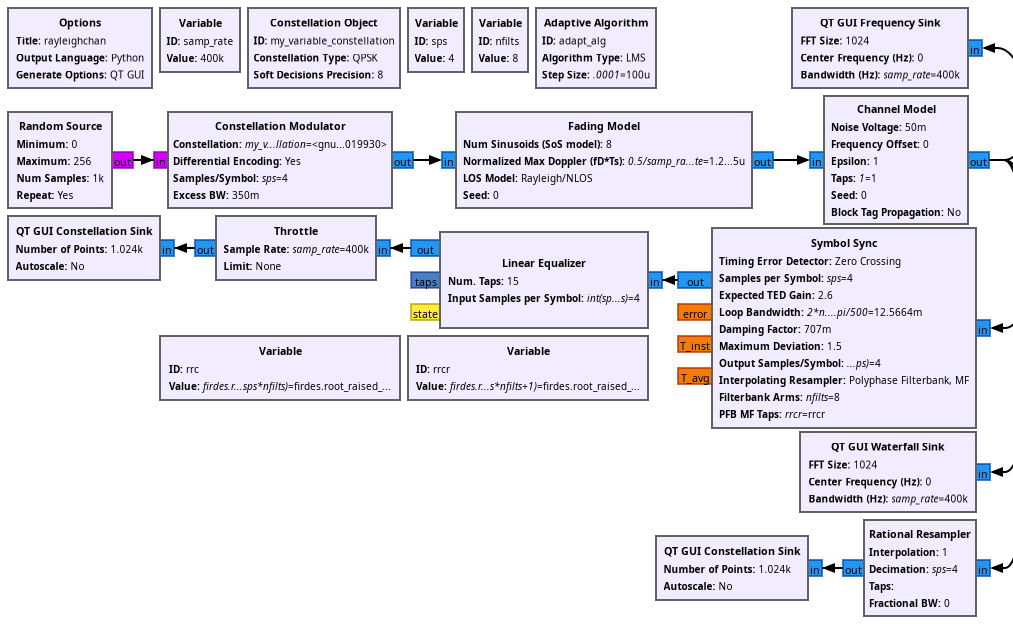 Options
Title: rayleighchan
Output Language: Python
Generate Options: QT GUI
Variable
ID: samp_rate
Value: 400k
Constellation Object
ID: my_variable_constellation
Constellation Type: QPSK
Soft Decisions Precision: 8
Variable
ID: sps
Value: 4
Variable
ID: nfilts
Value: 8
Adaptive Algorithm
ID: adapt_alg
Algorithm Type: LMS
Step Size: .0001=100u
QT GUI Frequency Sink
FFT Size: 1024
Center Frequency (Hz): 0
Bandwidth (Hz): samp_rate=400k
in
Random Source
Minimum: 0
Maximum: 256
Num Samples: 1k
Repeat: Yes
out
in
Constellation Modulator
Constellation: my_v...llation=<gnu...019930>
Differential Encoding: Yes
Samples/Symbol: sps=4
Excess BW: 350m
out
in
Fading Model
Num Sinusoids (SoS model): 8
Normalized Max Doppler (fD*Ts): 0.5/samp_ra...te=1.2...5u
LOS Model: Rayleigh/NLOS
Seed: 0
out
in
Channel Model
Noise Voltage: 50m
Frequency Offset: 0
Epsilon: 1
Taps: 1=1
Seed: 0
Block Tag Propagation: No
out
QT GUI Constellation Sink
Number of Points: 1.024k
Autoscale: No
in
out
Throttle
Sample Rate: samp_rate=400k
Limit: None
in
out
taps
state
Linear Equalizer
Num. Taps: 15
Input Samples per Symbol: int(sp...s)=4
in
out
error
T_inst
T_avg
Symbol Sync
Timing Error Detector: Zero Crossing
Samples per Symbol: sps=4
Expected TED Gain: 2.6
Loop Bandwidth: 2*n....pi/500=12.5664m
Damping Factor: 707m
Maximum Deviation: 1.5
Output Samples/Symbol: ...ps)=4
Interpolating Resampler: Polyphase Filterbank, MF
Filterbank Arms: nfilts=8
PFB MF Taps: rrcr=rrcr
in
Variable
ID: rrc
Value: firdes.r...sps*nfilts)=firdes.root_raised_...
Variable
ID: rrcr
Value: firdes.r...s*nfilts+1)=firdes.root_raised_...
QT GUI Waterfall Sink
FFT Size: 1024
Center Frequency (Hz): 0
Bandwidth (Hz): samp_rate=400k
in
QT GUI Constellation Sink
Number of Points: 1.024k
Autoscale: No
in
out
Rational Resampler
Interpolation: 1
Decimation: sps=4
Taps:
Fractional BW: 0
in